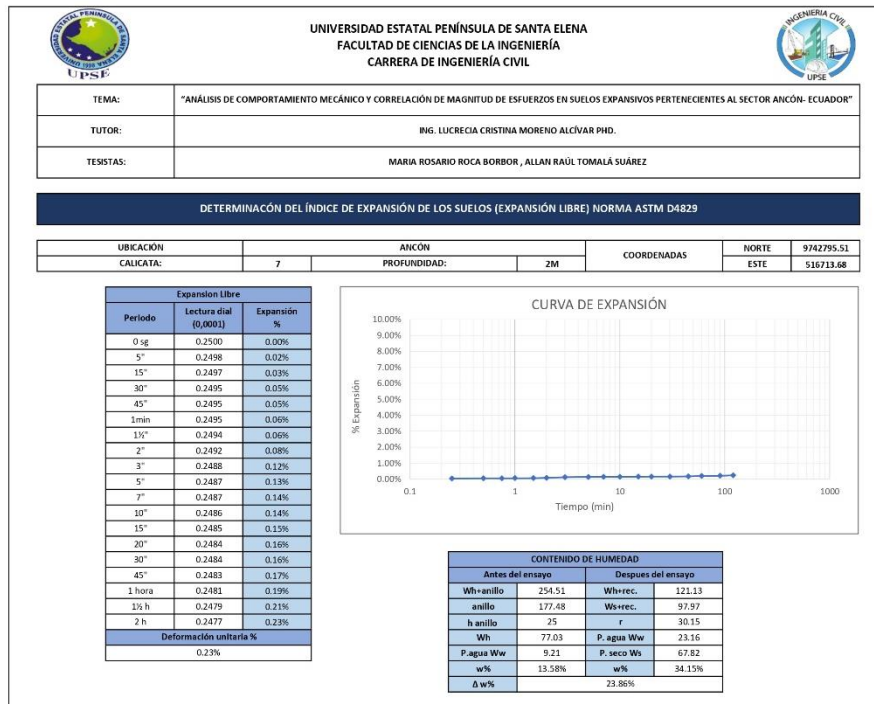 UNIVERSIDAD ESTATAL PENÍNSULA DE SANTA ELENA
FACULTAD DE CIENCIAS DE LA INGENIERÍA
CARRERA DE INGENIERÍA CIVIL
UPSE
INGENIERIA CIVIL
UPSE
TEMA: "ANÁLISIS DE COMPORTAMIENTO MECÁNICO Y CORRELACIÓN DE MAGNITUD DE ESFUERZOS EN SUELOS EXPANSIVOS PERTENECIENTES AL SECTOR ANCÓN- ECUADOR"
TUTOR: ING. LUCRECIA CRISTINA MORENO ALCÍVAR PHD.
TESISTAS: MARIA ROSARIO ROCA BORBOR , ALLAN RAÚL TOMALÁ SUÁREZ
DETERMINACÓN DEL ÍNDICE DE EXPANSIÓN DE LOS SUELOS (EXPANSIÓN LIBRE) NORMA ASTM D4829
UBICACIÓN ANCÓN COORDENADAS NORTE 9742795.51
CALICATA: 7 PROFUNDIDAD: 2M ESTE 516713.68
Expansion Libre
Periodo Lectura dial (0,0001) Expansión %
0 sg 0.2500 0.00%
5" 0.2498 0.02%
15" 0.2497 0.03%
30" 0.2495 0.05%
45" 0.2495 0.05%
1min 0.2495 0.06%
1½" 0.2494 0.06%
2" 0.2492 0.08%
3" 0.2488 0.12%
5" 0.2487 0.13%
7" 0.2487 0.14%
10" 0.2486 0.14%
15" 0.2485 0.15%
20" 0.2484 0.16%
30" 0.2484 0.16%
45" 0.2483 0.17%
1 hora 0.2481 0.19%
1½ h 0.2479 0.21%
2 h 0.2477 0.23%
Deformación unitaria %
0.23%
CURVA DE EXPANSIÓN
% Expansión
10.00%
9.00%
8.00%
7.00%
6.00%
5.00%
4.00%
3.00%
2.00%
1.00%
0.00%
0.1 1 10 100 1000
Tiempo (min)
CONTENIDO DE HUMEDAD
Antes del ensayo Despues del ensayo
Wh+anillo 254.51 Wh+rec. 121.13
anillo 177.48 Ws+rec. 97.97
h anillo 25 r 30.15
Wh 77.03 P. agua Ww 23.16
P.agua Ww 9.21 P. seco Ws 67.82
w% 13.58% w% 34.15%
Δ w% 23.86%